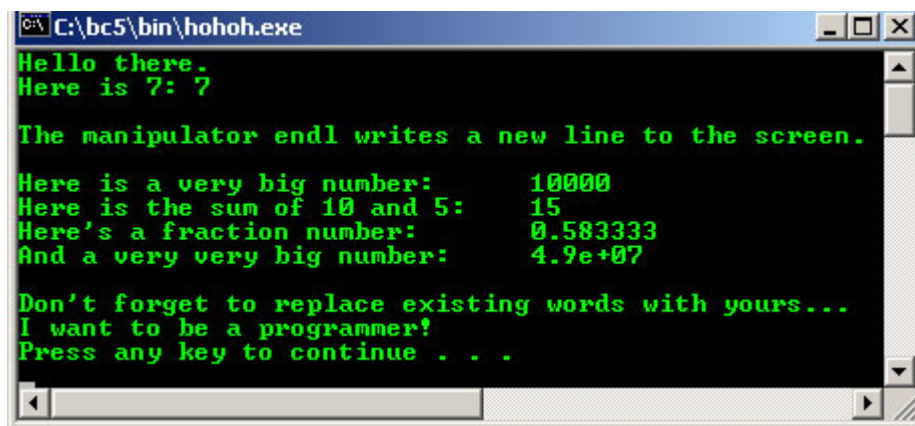 C:\bc5\bin\hohoh.exe
Hello there.
Here is 7: 7
The manipulator endl writes a new line to the screen.
Here is a very big number: 10000
Here is the sum of 10 and 5: 15
Here's a fraction number: 0.583333
And a very very big number: 4.9e+07
Don't forget to replace existing words with yours...
I want to be a programmer!
Press any key to continue . . .